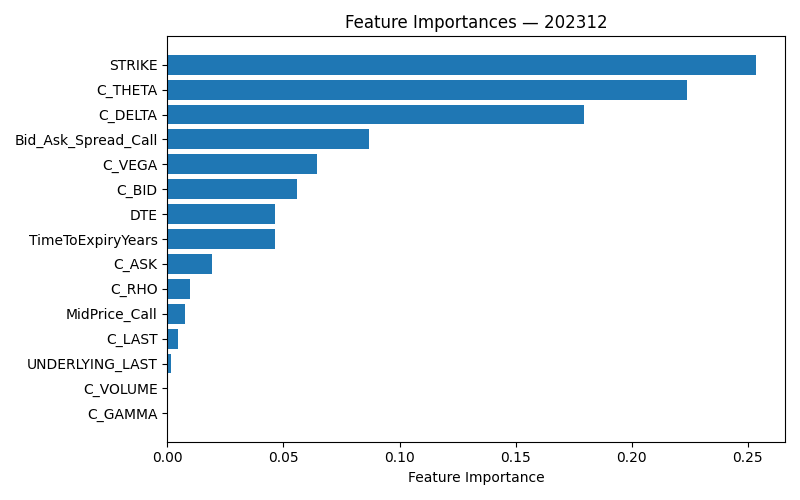 Feature Importances — 202312
STRIKE
C_THETA
C_DELTA
Bid_Ask_Spread_Call
C_VEGA
C_BID
DTE
TimeToExpiryYears
C_ASK
C_RHO
MidPrice_Call
C_LAST
UNDERLYING_LAST
C_VOLUME
C_GAMMA
0.00 0.05 0.10 0.15 0.20 0.25
Feature Importance